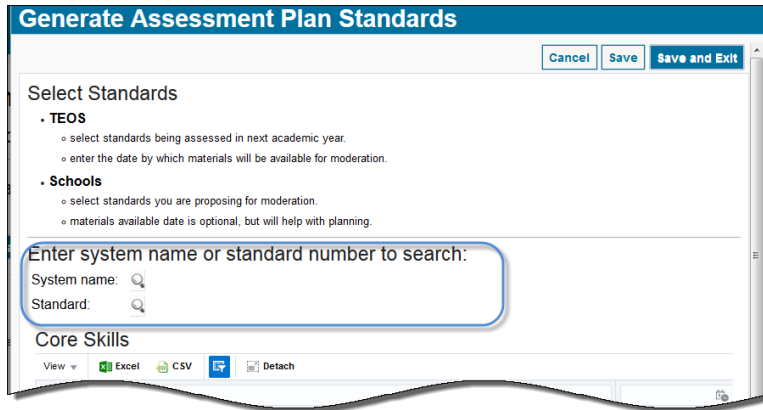 Generate Assessment Plan Standards
Cancel Save Save and Exit
Select Standards
• TEOS
o select standards being assessed in next academic year.
o enter the date by which materials will be available for moderation.
• Schools
o select standards you are proposing for moderation.
o materials available date is optional, but will help with planning.
Enter system name or standard number to search:
System name:
Standard:
Core Skills
View Excel CSV Detach